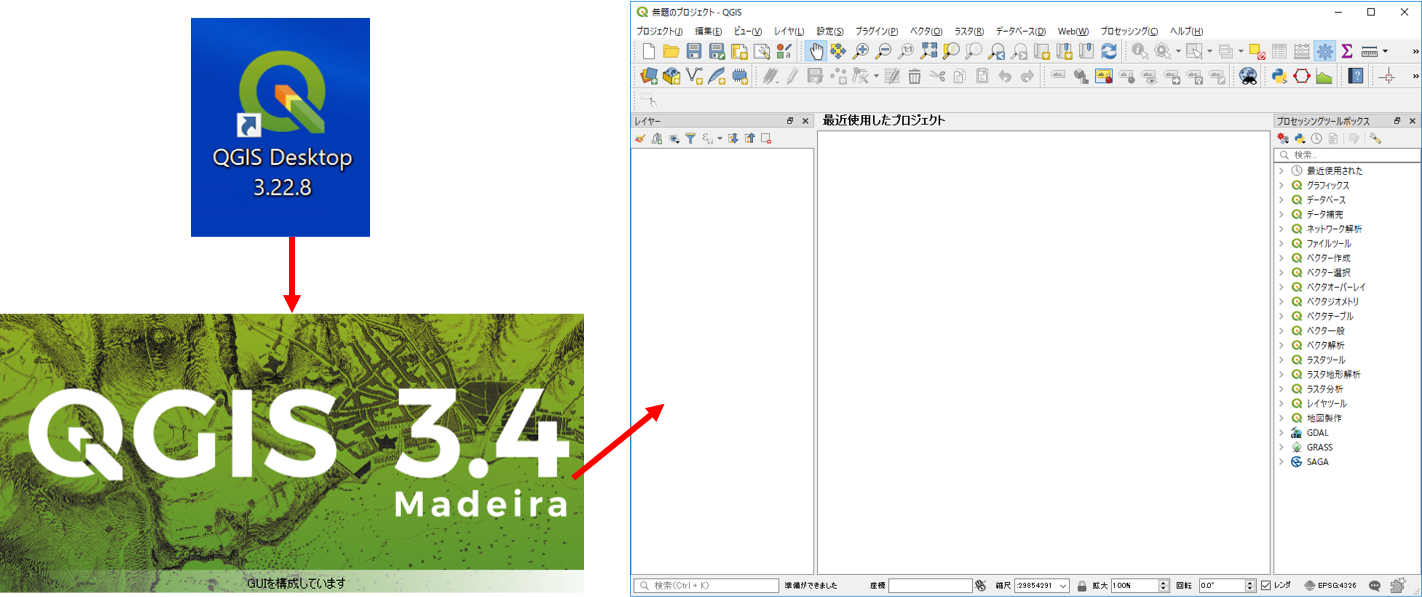 QGIS Desktop
3.22.8
QGIS 3.4
Madeira
GUIを構成しています
無題のプロジェクト - QGIS
プロジェクト(J) 編集(E) ビュー(V) レイヤ(L) 設定(S) プラグイン(P) ベクタ(O) ラスタ(R) データベース(D) Web(W) プロセッシング(C) ヘルプ(H)
レイヤー
最近使用したプロジェクト
プロセッシングツールボックス
検索...
最近使用された
グラフィックス
データベース
データ補完
ネットワーク解析
ファイルツール
ベクター作成
ベクター選択
ベクタオーバーレイ
ベクタジオメトリ
ベクタテーブル
ベクター一般
ベクタ解析
ラスタツール
ラスタ地形解析
ラスタ分析
レイヤツール
地図製作
GDAL
GRASS
SAGA
検索(Ctrl + K) 準備ができました 座標 縮尺 :29854291 拡大 100% 回転 0.0° レンダ EPSG:4326